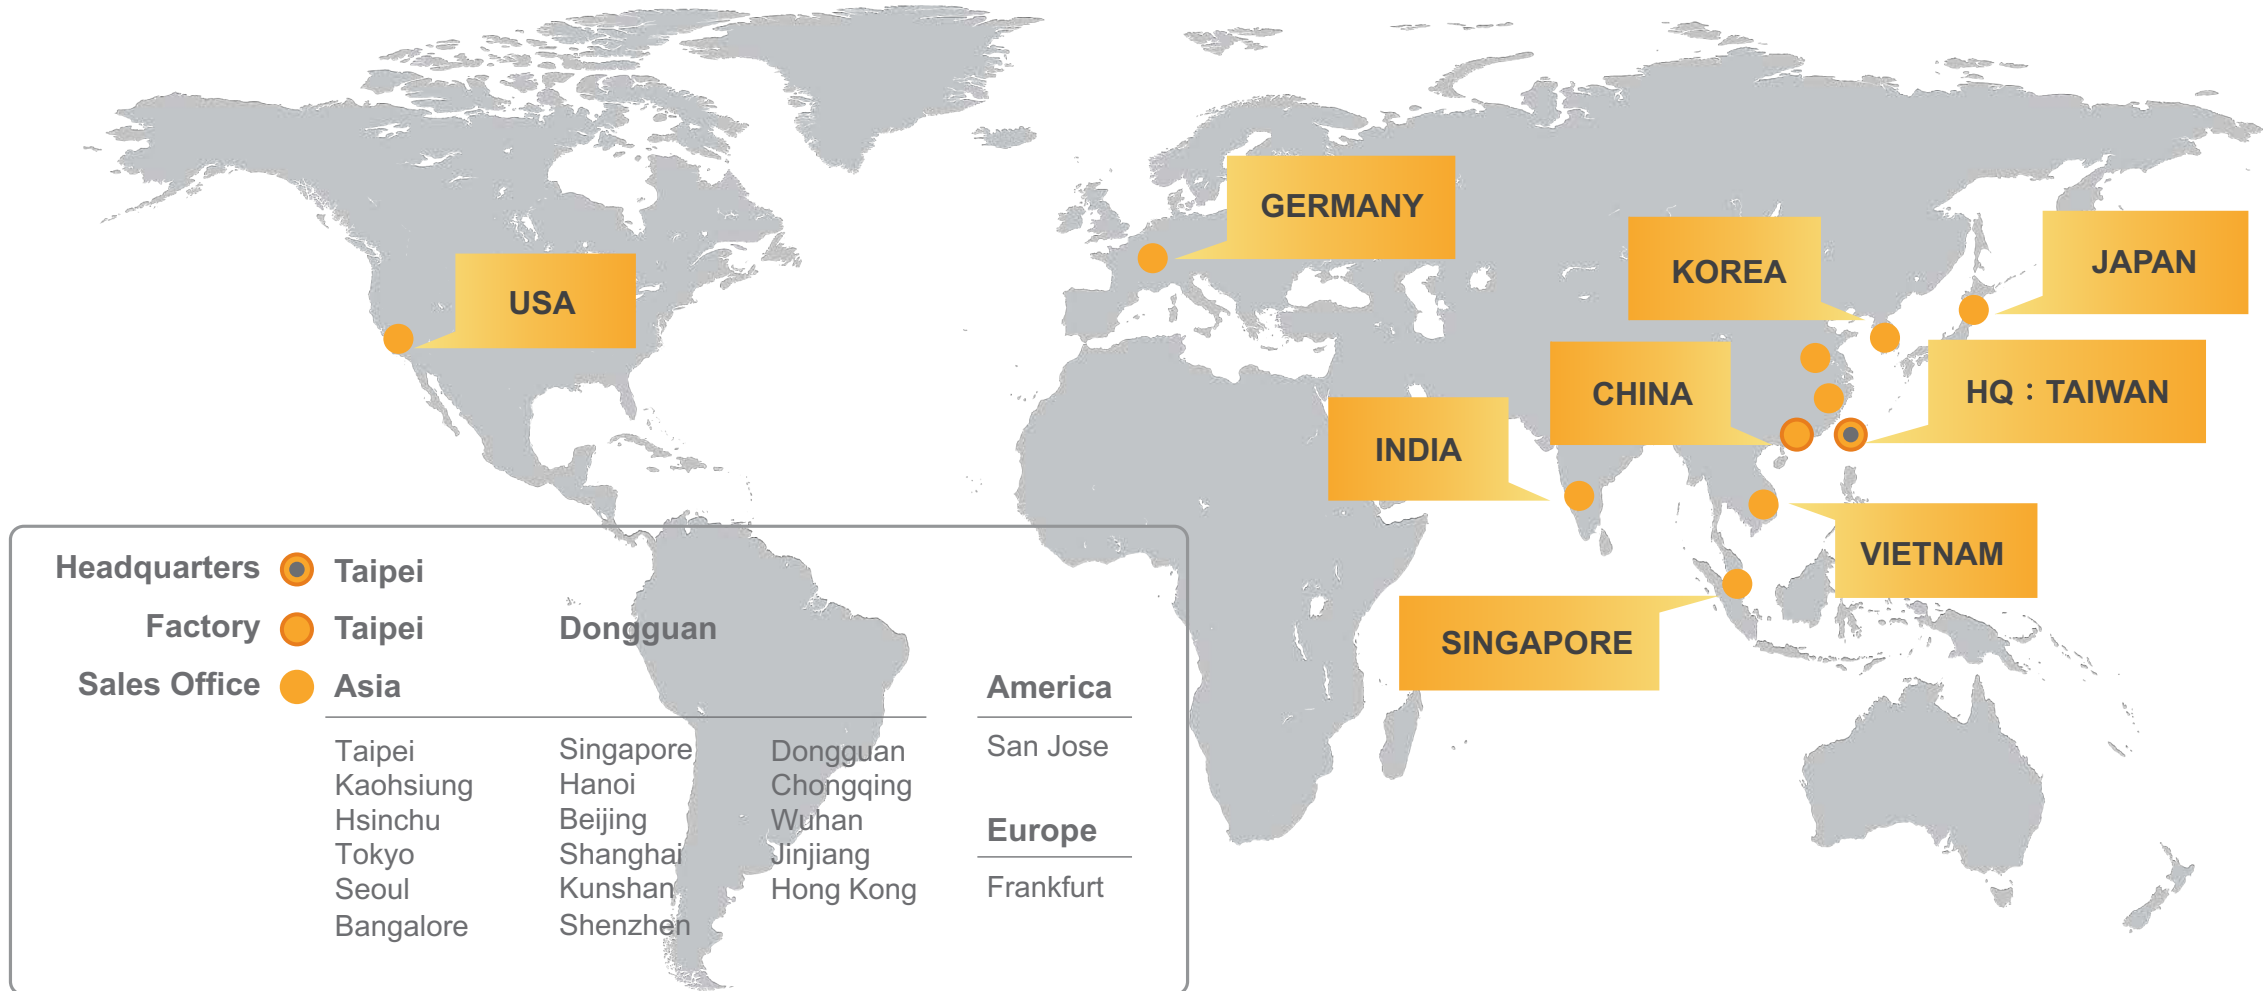 GERMANY
JAPAN
KOREA
USA
HQ：TAIWAN
CHINA
INDIA
VIETNAM
SINGAPORE
Headquarters Taipei
Factory Taipei Dongguan
Sales Office Asia America
Taipei Singapore Dongguan San Jose
Kaohsiung Hanoi Chongqing
Hsinchu Beijing Wuhan Europe
Tokyo Shanghai Jinjiang
Seoul Kunshan Hong Kong Frankfurt
Bangalore Shenzhen